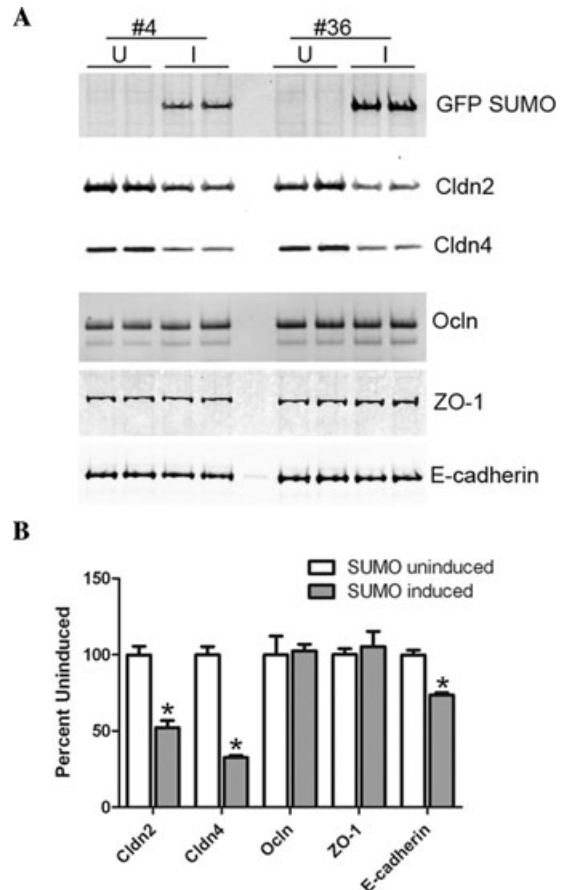 A
#4 #36
U I U I
GFP SUMO
Cldn2
Cldn4
Ocln
ZO-1
E-cadherin
B
SUMO uninduced
SUMO induced
Percent Uninduced
150
100
50
0
* * *
Cldn2 Cldn4 Ocln ZO-1 E-cadherin